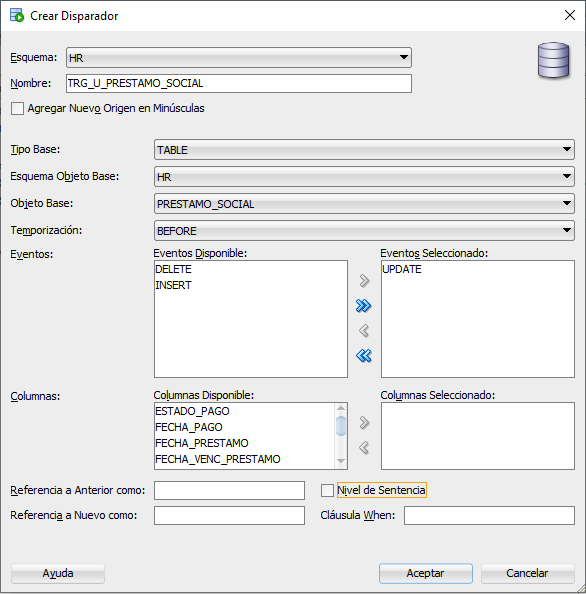 Crear Disparador
Esquema: HR
Nombre: TRG_U_PRESTAMO_SOCIAL
Agregar Nuevo Origen en Minúsculas
Tipo Base: TABLE
Esquema Objeto Base: HR
Objeto Base: PRESTAMO_SOCIAL
Temporización: BEFORE
Eventos: Eventos Disponible: Eventos Seleccionado:
DELETE UPDATE
INSERT
Columnas: Columnas Disponible: Columnas Seleccionado:
ESTADO_PAGO
FECHA_PAGO
FECHA_PRESTAMO
FECHA_VENC_PRESTAMO
Referencia a Anterior como: Nivel de Sentencia
Referencia a Nuevo como: Cláusula When:
Ayuda Aceptar Cancelar